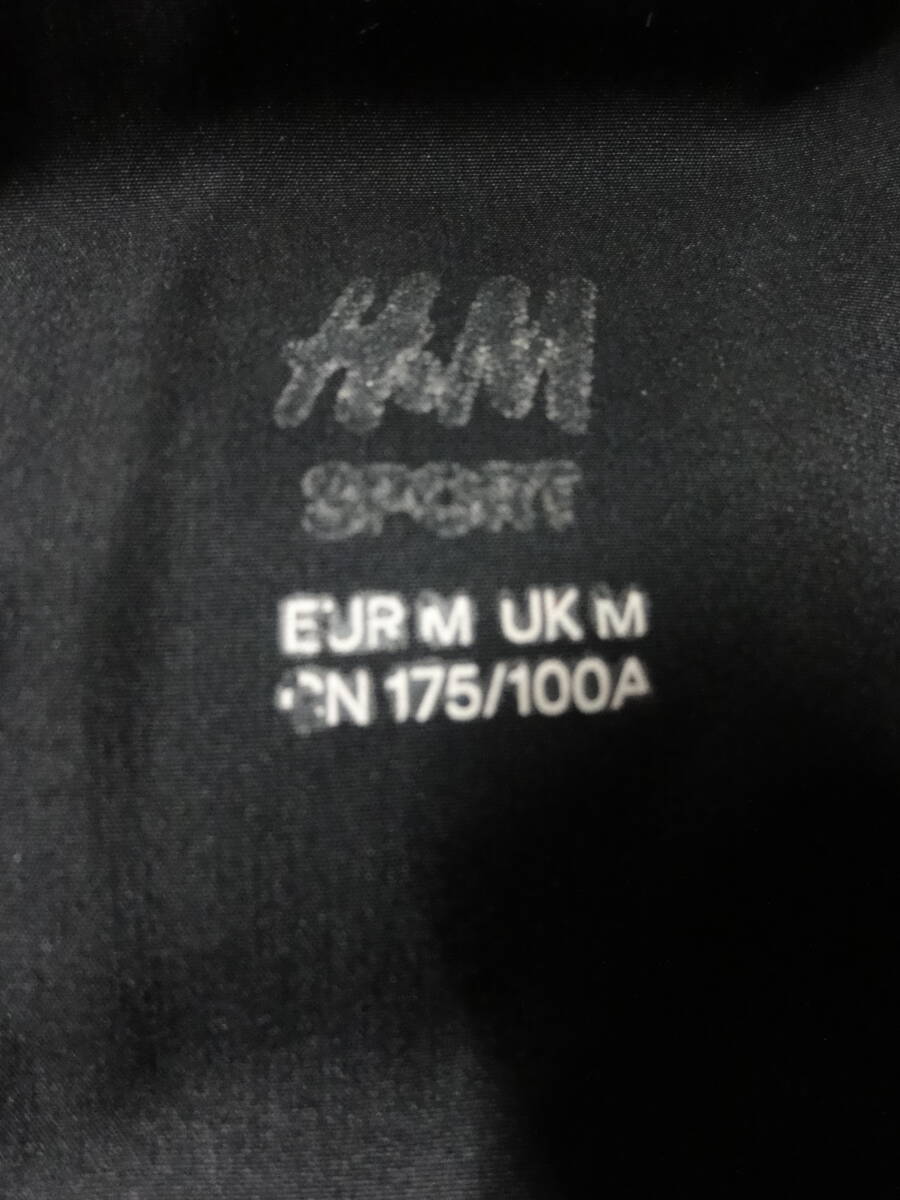 H&M
SPORT
EUR M UK M
CN 175/100A